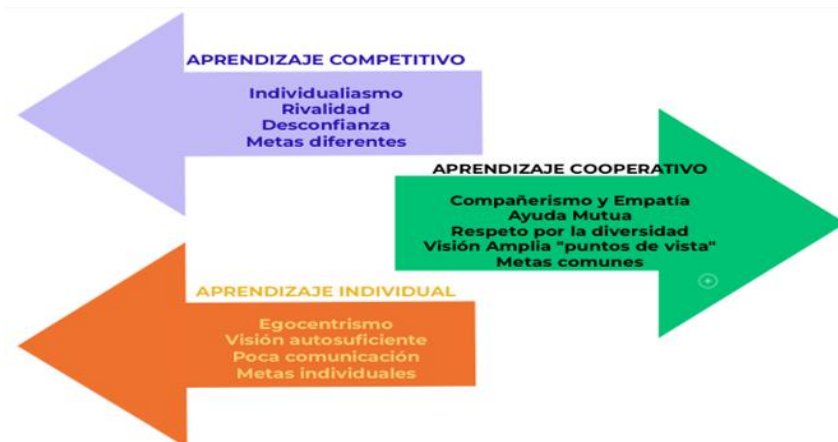 APRENDIZAJE COMPETITIVO
Individualiasmo
Rivalidad
Desconfianza
Metas diferentes
APRENDIZAJE COOPERATIVO
Compañerismo y Empatía
Ayuda Mutua
Respeto por la diversidad
Visión Amplia "puntos de vista"
Metas comunes
APRENDIZAJE INDIVIDUAL
Egocentrismo
Visión autosuficiente
Poca comunicación
Metas individuales